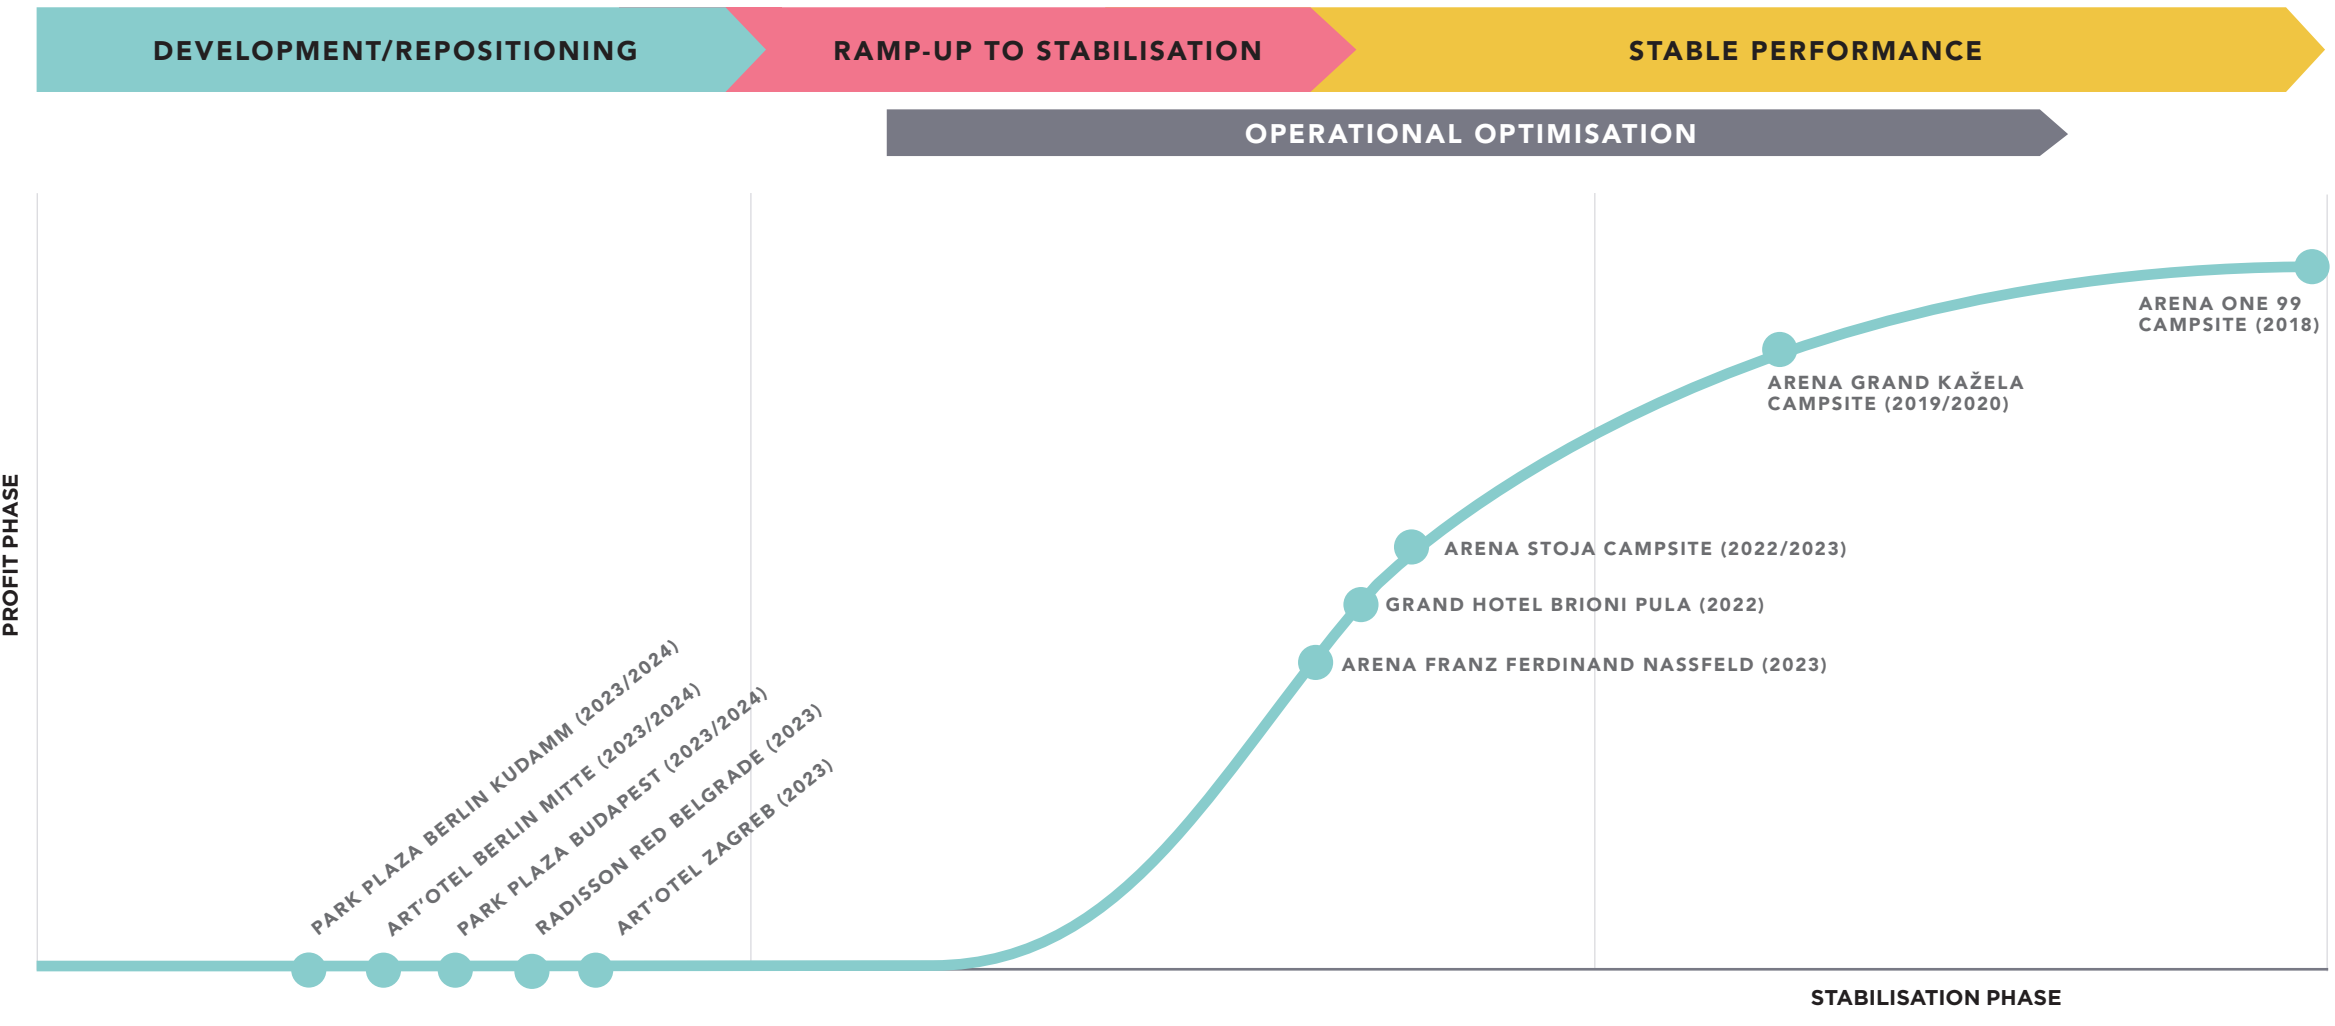 DEVELOPMENT/REPOSITIONING
RAMP-UP TO STABILISATION
STABLE PERFORMANCE
OPERATIONAL OPTIMISATION
ARENA ONE 99
CAMPSITE (2018)
ARENA GRAND KAŽELA
CAMPSITE (2019/2020)
ARENA STOJA CAMPSITE (2022/2023)
GRAND HOTEL BRIONI PULA (2022)
ARENA FRANZ FERDINAND NASSFELD (2023)
PROFIT PHASE
PARK PLAZA BERLIN KUDAMM (2023/2024)
ART'OTEL BERLIN MITTE (2023/2024)
PARK PLAZA BUDAPEST (2023/2024)
RADISSON RED BELGRADE (2023)
ART'OTEL ZAGREB (2023)
STABILISATION PHASE